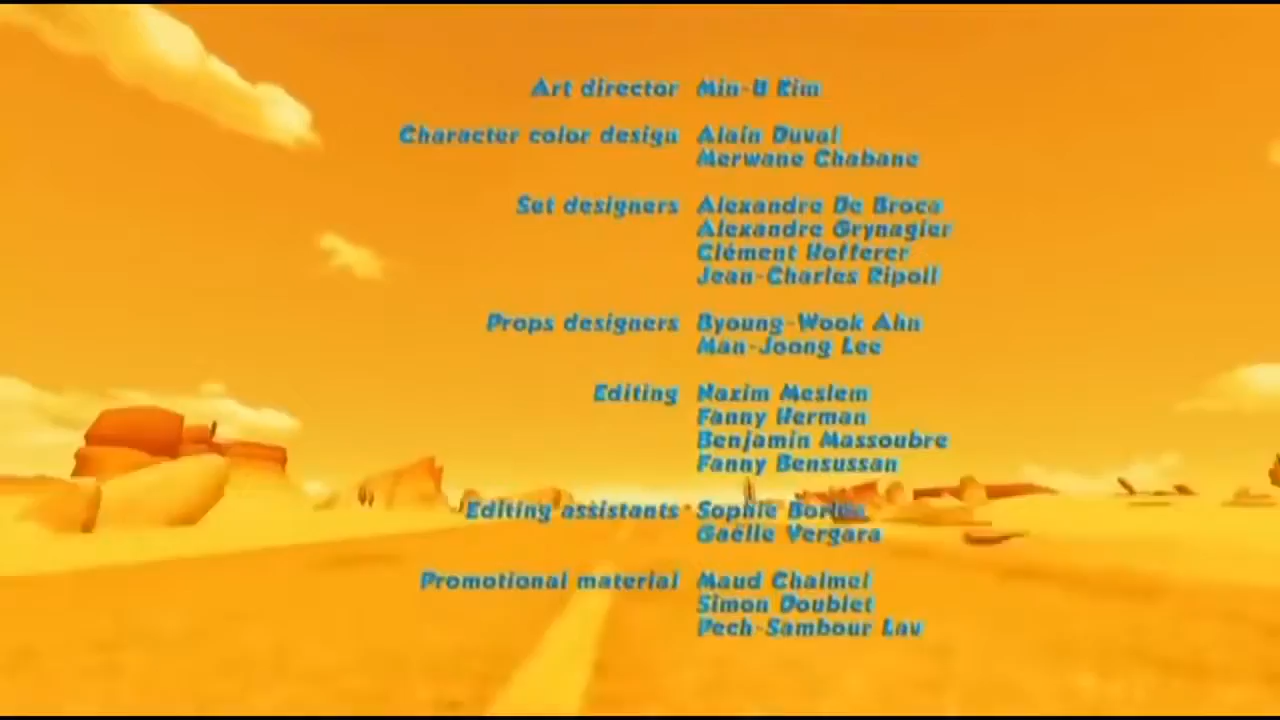 Art director Min-U Kim
Character color design Alain Duval
Merwane Chabane
Set designers Alexandre De Broca
Alexandre Grynagier
Clément Hofferer
Jean-Charles Ripoll
Props designers Byoung-Wook Ahn
Man-Joong Lee
Editing Nazim Meslem
Fanny Herman
Benjamin Massoubre
Fanny Bensussan
Editing assistants Sophie
Gaëlle Vergara
Promotional material Maud Chalmel
Simon Doublet
Pech-Sambour Lav